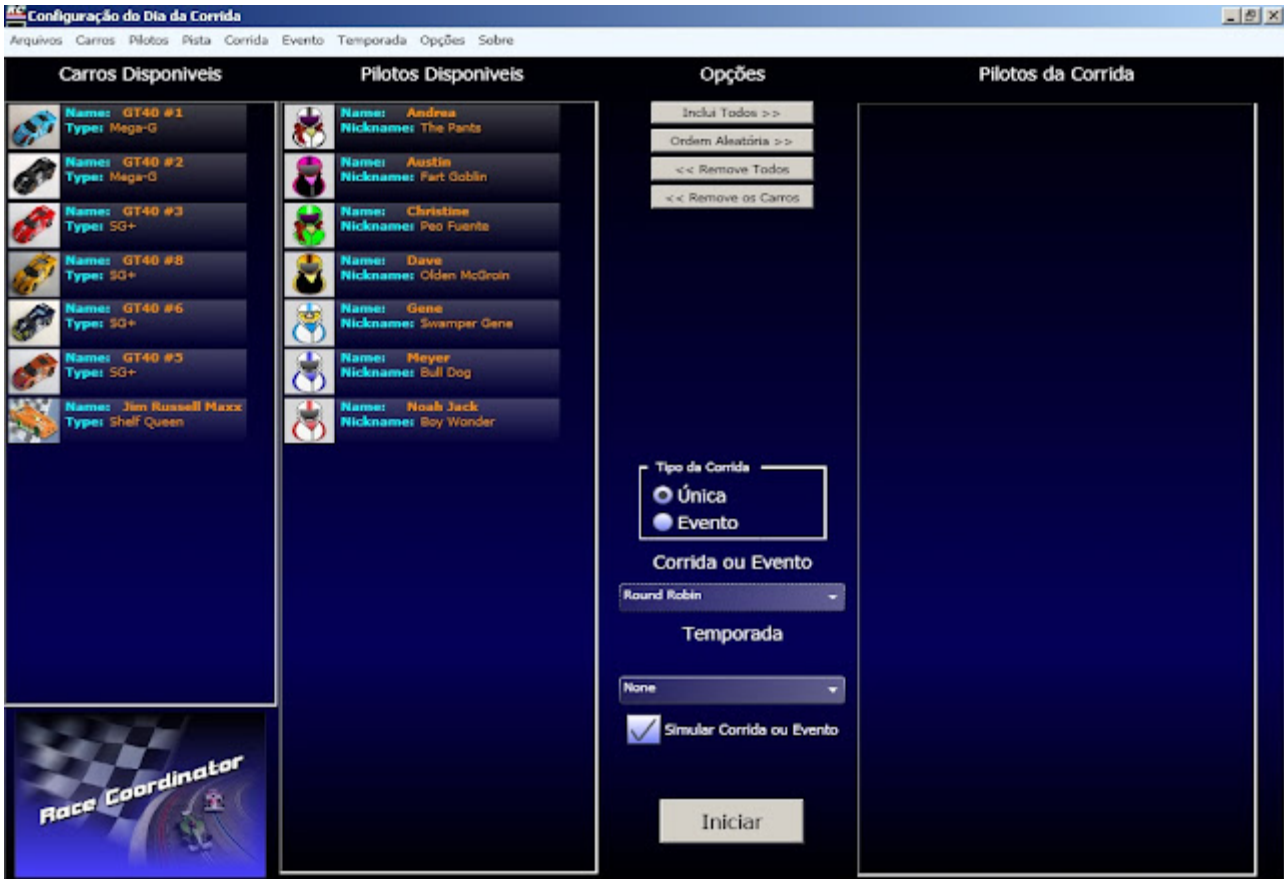 Configuração do Dia da Corrida
Arquivos Carros Pilotos Pista Corrida Evento Temporada Opções Sobre
Carros Disponiveis
Name: GT40 #1
Type: Mega-G
Name: GT40 #2
Type: Mega-G
Name: GT40 #3
Type: SG+
Name: GT40 #8
Type: SG+
Name: GT40 #6
Type: SG+
Name: GT40 #5
Type: SG+
Name: Jim Russell Maxx
Type: Shelf Queen
Race Coordinator
Pilotos Disponiveis
Name: Andrea
Nickname: The Pants
Name: Austin
Nickname: Fart Goblin
Name: Christine
Nickname: Peo Fuente
Name: Dave
Nickname: Olden McGroin
Name: Gene
Nickname: Swamper Gene
Name: Meyer
Nickname: Bull Dog
Name: Noah Jack
Nickname: Boy Wonder
Opções
Inclui Todos >>
Ordem Aleatória >>
<< Remove Todos
<< Remove os Carros
Tipo da Corrida
Única
Evento
Corrida ou Evento
Round Robin
Temporada
None
Simular Corrida ou Evento
Iniciar
Pilotos da Corrida